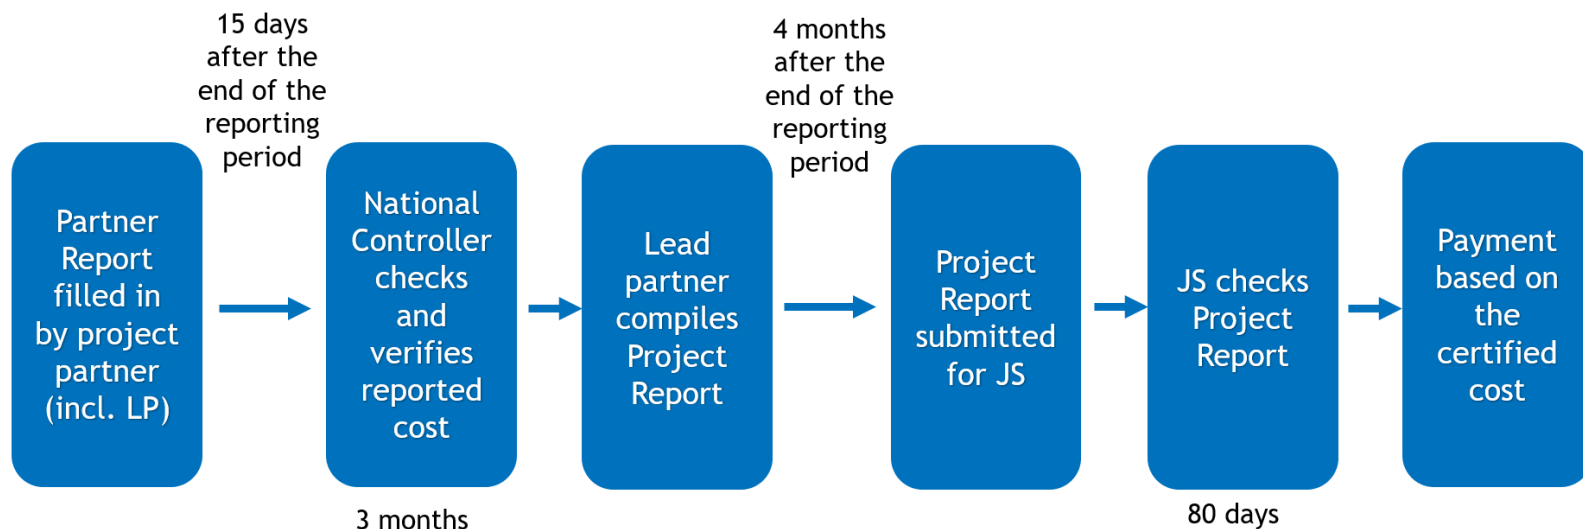 15 days
after the
end of the
reporting
period
4 months
after the
end of the
reporting
period
Partner
Report
filled in
by project
partner
(incl. LP)
National
Controller
checks
and
verifies
reported
cost
Lead
partner
compiles
Project
Report
Project
Report
submitted
for JS
JS checks
Project
Report
Payment
based on
the
certified
cost
3 months
80 days